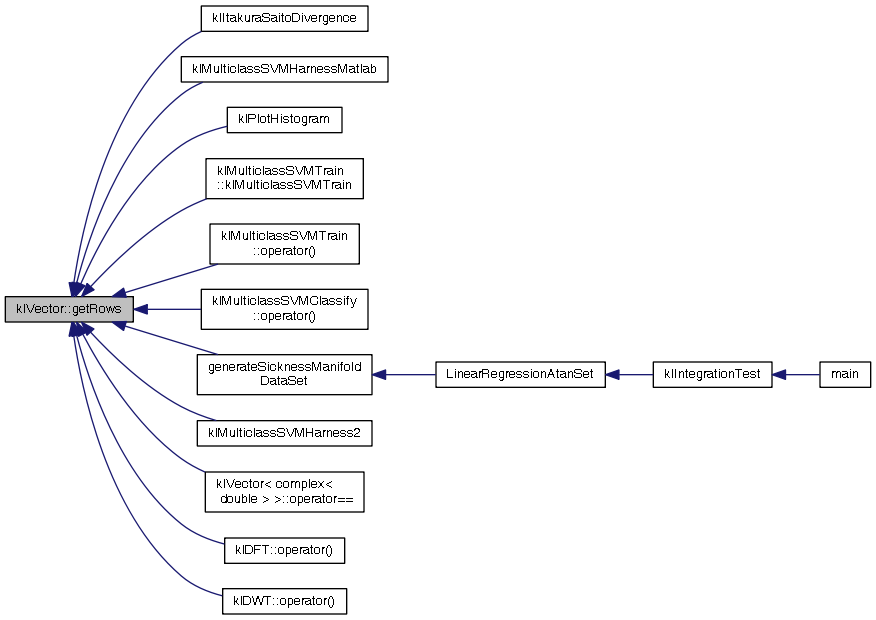 klItakuraSaitoDivergence
klMulticlassSVMHarnessMatlab
klPlotHistogram
klMulticlassSVMTrain
::klMulticlassSVMTrain
klMulticlassSVMTrain
::operator()
klVector::getRows
klMulticlassSVMClassify
::operator()
generateSicknessManifold
DataSet
LinearRegressionAtanSet
klIntegrationTest
main
klMulticlassSVMHarness2
klVector< complex<
double > >::operator==
klDFT::operator()
klDWT::operator()